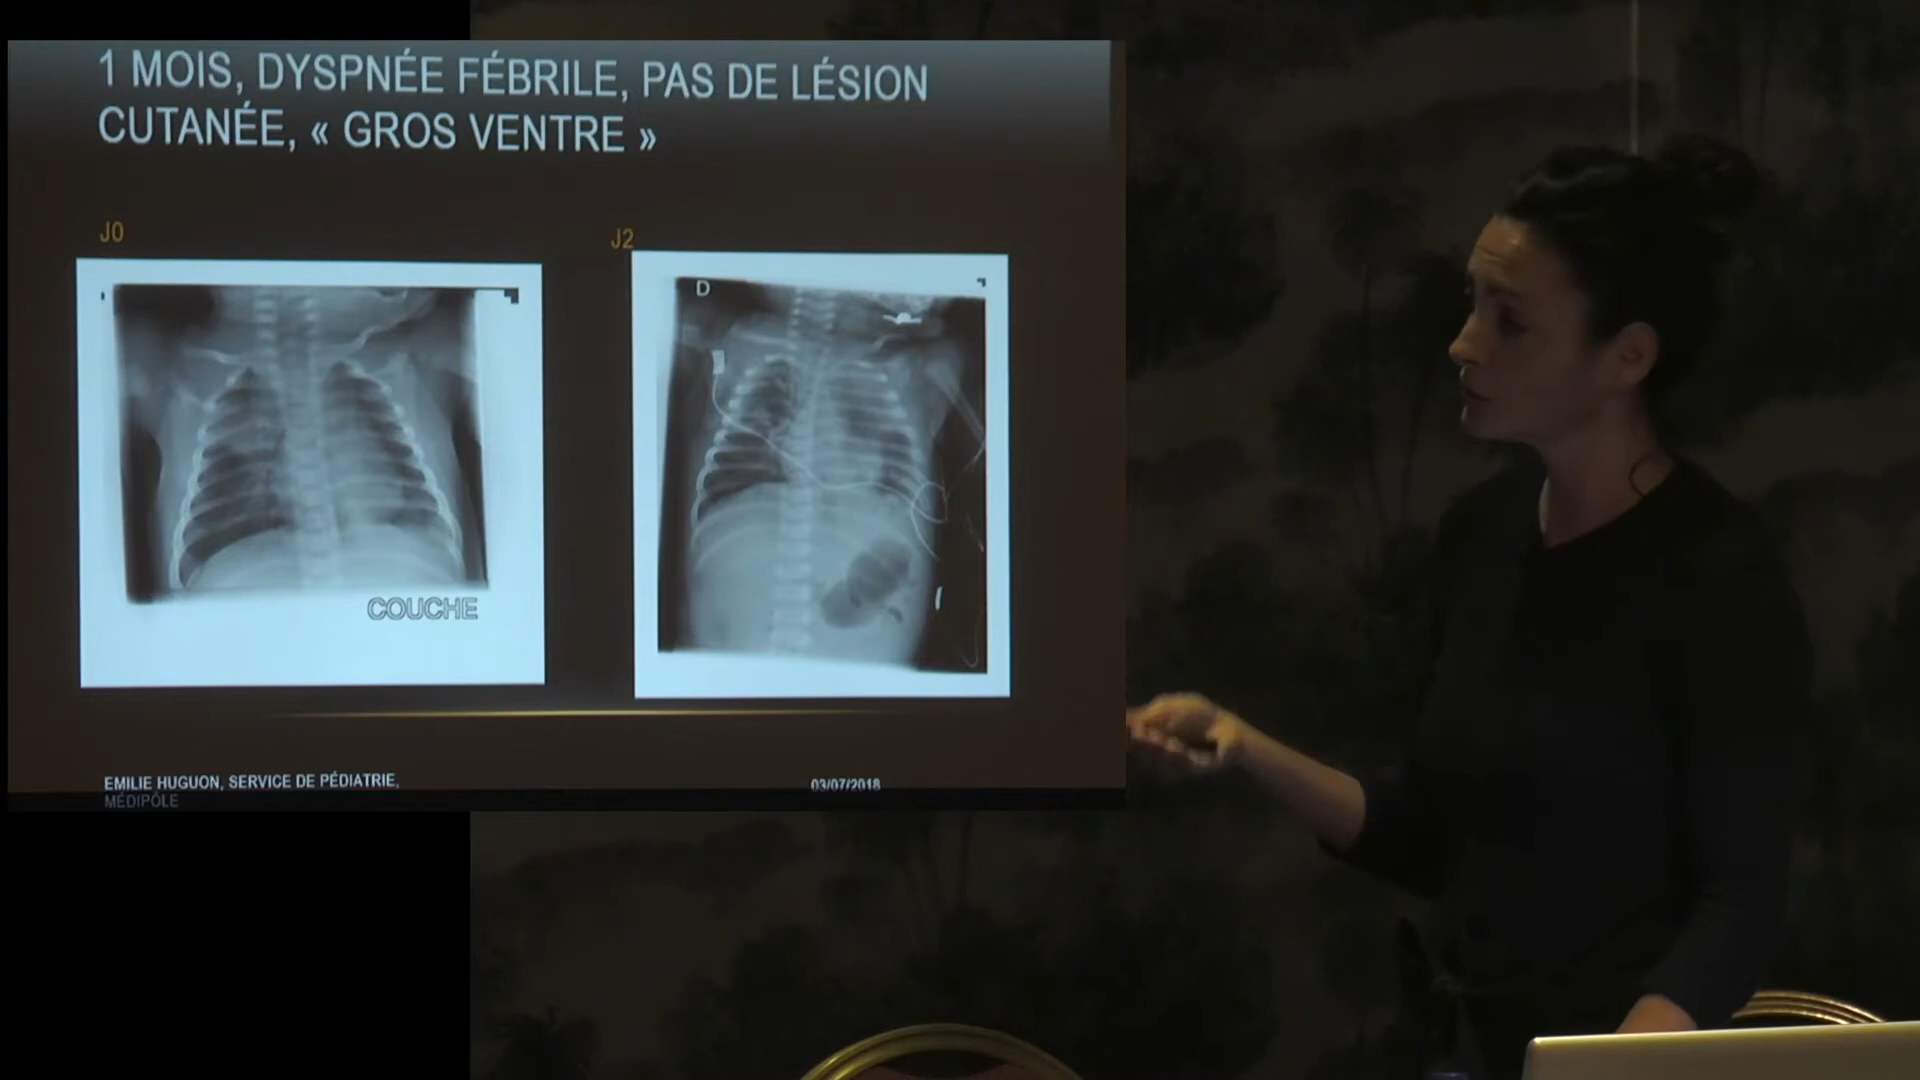 1 MOIS, DYSPNÉE FÉBRILE, PAS DE LÉSION
CUTANÉE, « GROS VENTRE »
J0
J2
D
COUCHE
EMILIE HUGUON, SERVICE DE PÉDIATRIE,
MÉDIPÔLE
03/07/2018